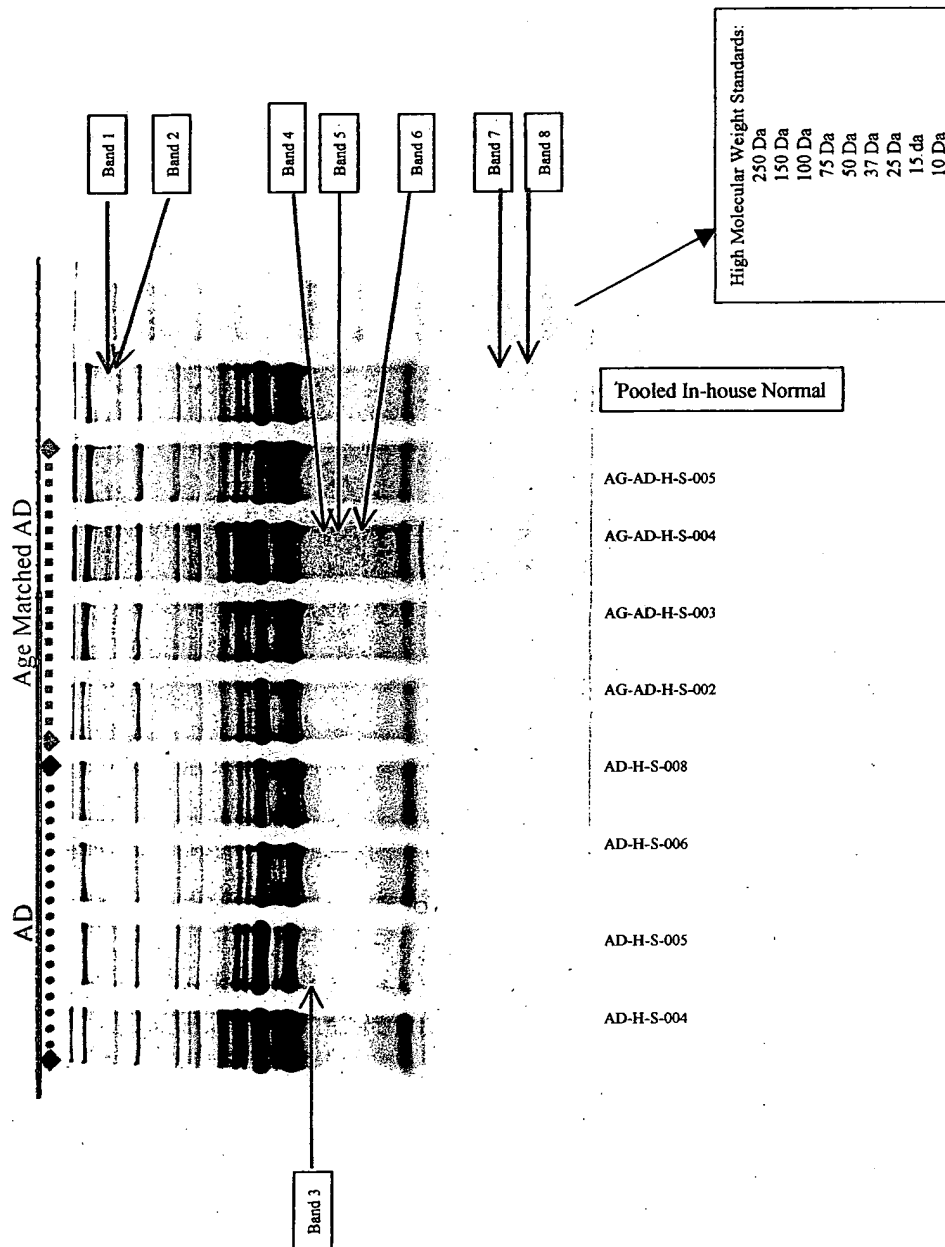 AD
Age Matched AD
Band 1
Band 2
Band 4
Band 5
Band 6
Band 7
Band 8
Band 3
Pooled In-house Normal
AG-AD-H-S-005
AG-AD-H-S-004
AG-AD-H-S-003
AG-AD-H-S-002
AD-H-S-008
AD-H-S-006
AD-H-S-005
AD-H-S-004
High Molecular Weight Standards:
250 Da
150 Da
100 Da
75 Da
50 Da
37 Da
25 Da
15 da
10 Da